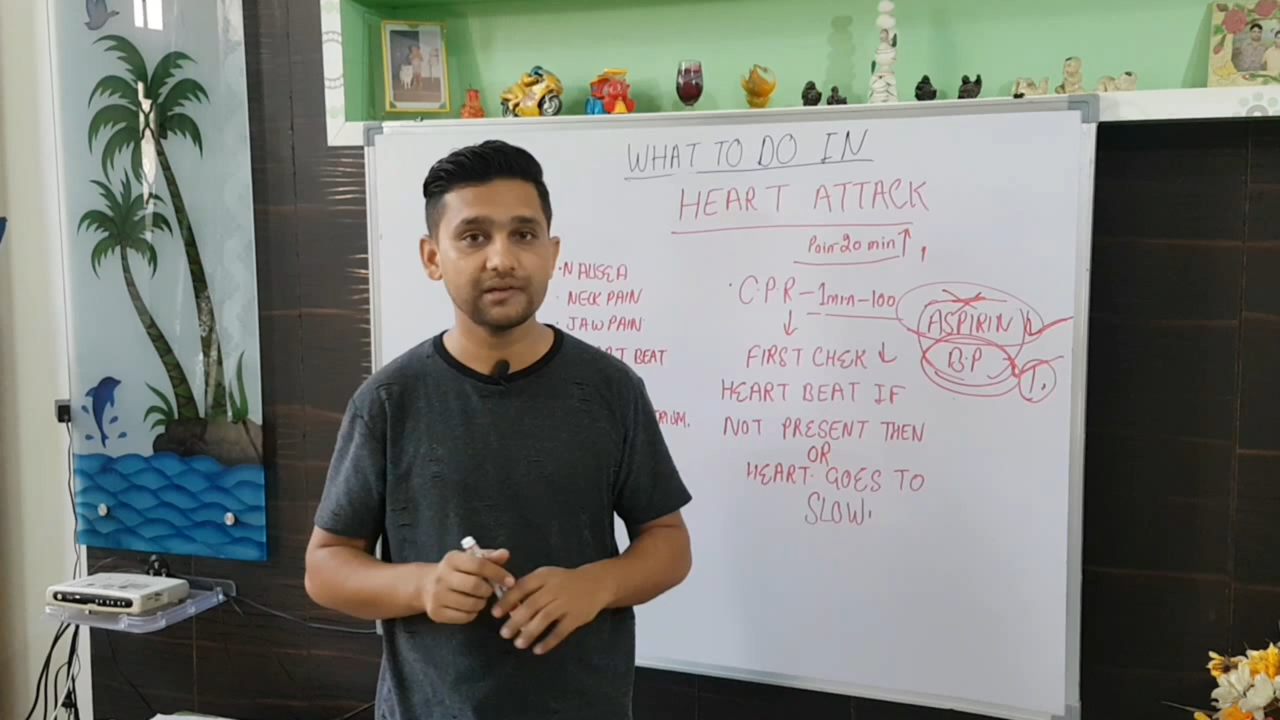 WHAT TO DO IN
HEART ATTACK
Pain-20 min↑,
· NAUSEA
· NECK PAIN
· JAW PAIN
BEAT
· C.P.R - 1min-100
ASPIRIN
B.P
1.
↓
FIRST CHEK ↓
HEART BEAT IF
NOT PRESENT THEN
OR
HEART. GOES TO
SLOW.